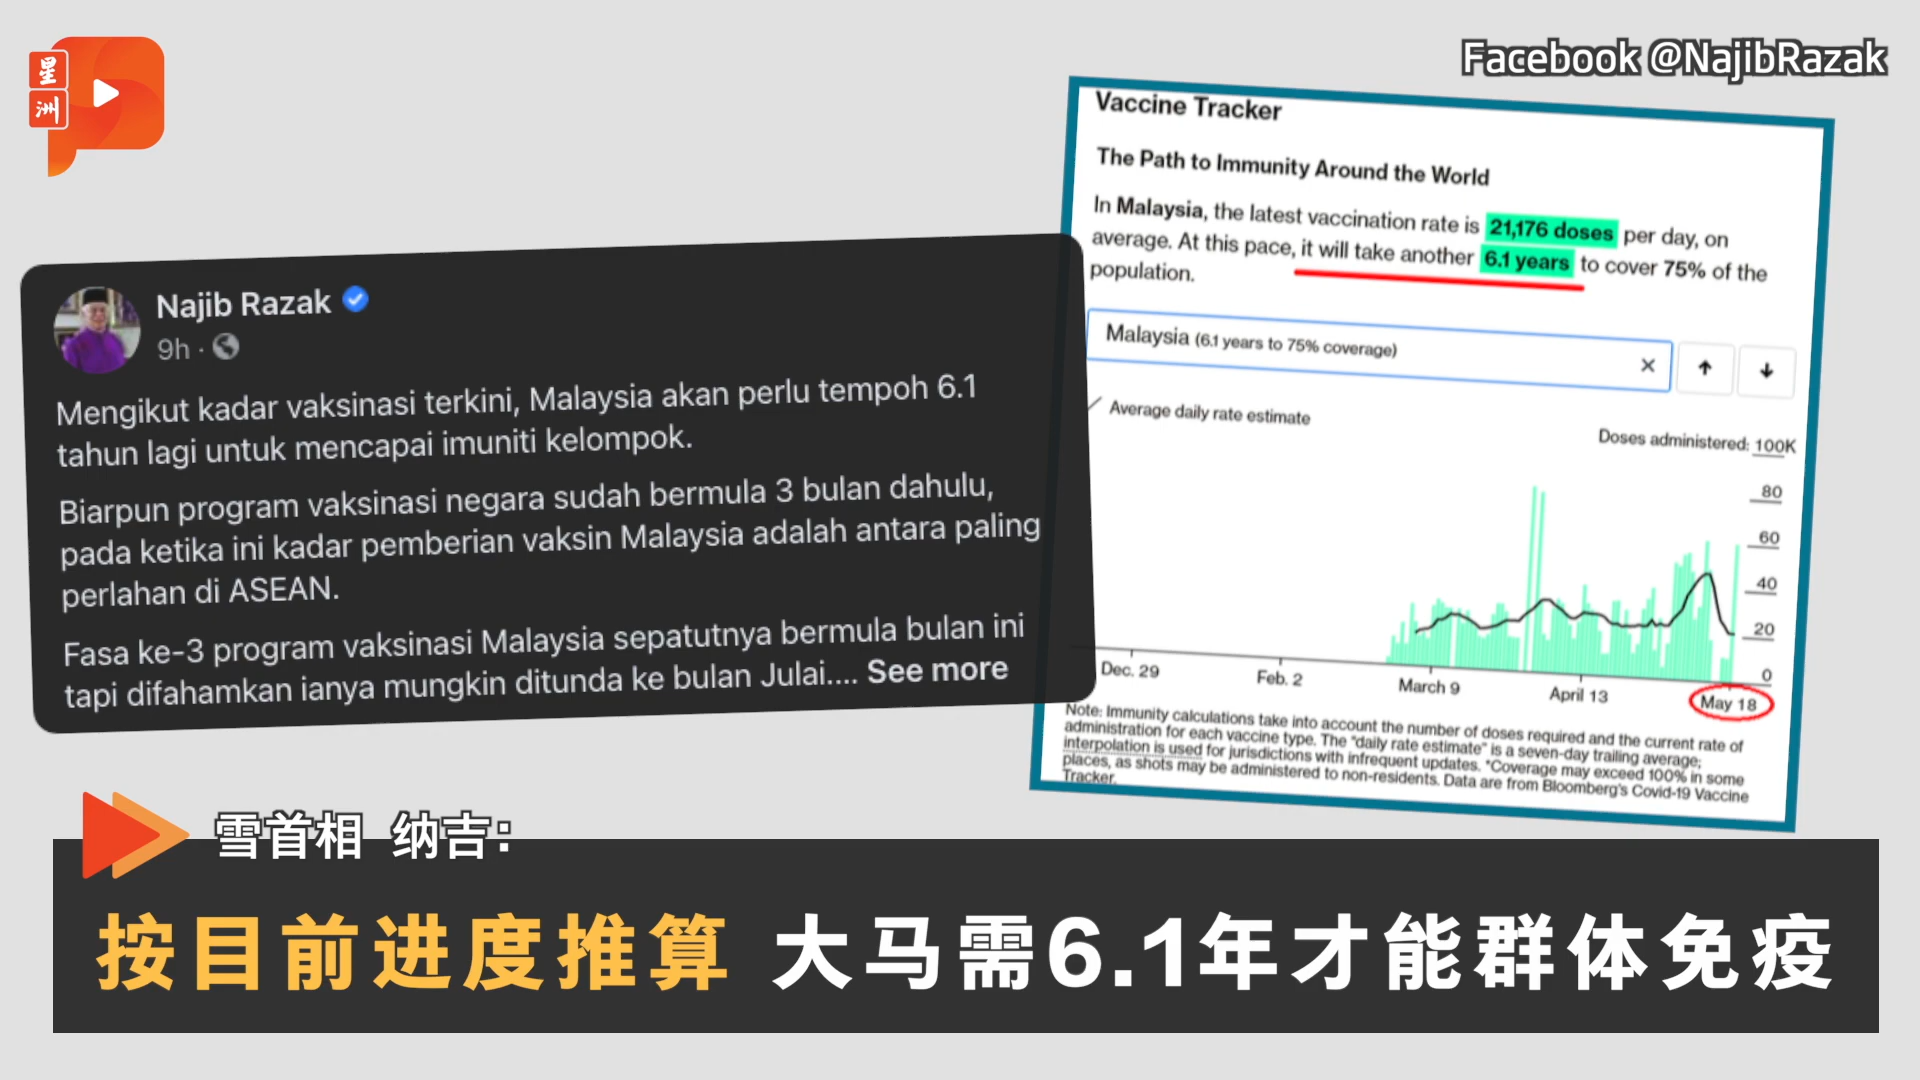 星洲
Facebook @NajibRazak
Vaccine Tracker
The Path to Immunity Around the World
In Malaysia, the latest vaccination rate is 21,176 doses per day, on
average. At this pace, it will take another 6.1 years to cover 75% of the
population.
Malaysia (6.1 years to 75% coverage)
Average daily rate estimate
Doses administered: 100K
80
60
40
20
0
Dec. 29
Feb. 2
March 9
April 13
May 18
Note: Immunity calculations take into account the number of doses required and the current rate of
administration for each vaccine type. The "daily rate estimate" is a seven-day trailing average;
interpolation is used for jurisdictions with infrequent updates. *Coverage may exceed 100% in some
places, as shots may be administered to non-residents. Data are from Bloomberg's Covid-19 Vaccine
Tracker.
Najib Razak
9h ·
Mengikut kadar vaksinasi terkini, Malaysia akan perlu tempoh 6.1
tahun lagi untuk mencapai imuniti kelompok.
Biarpun program vaksinasi negara sudah bermula 3 bulan dahulu,
pada ketika ini kadar pemberian vaksin Malaysia adalah antara paling
perlahan di ASEAN.
Fasa ke-3 program vaksinasi Malaysia sepatutnya bermula bulan ini
tapi difahamkan ianya mungkin ditunda ke bulan Julai.... See more
雪首相 纳吉：
按目前进度推算 大马需6.1年才能群体免疫